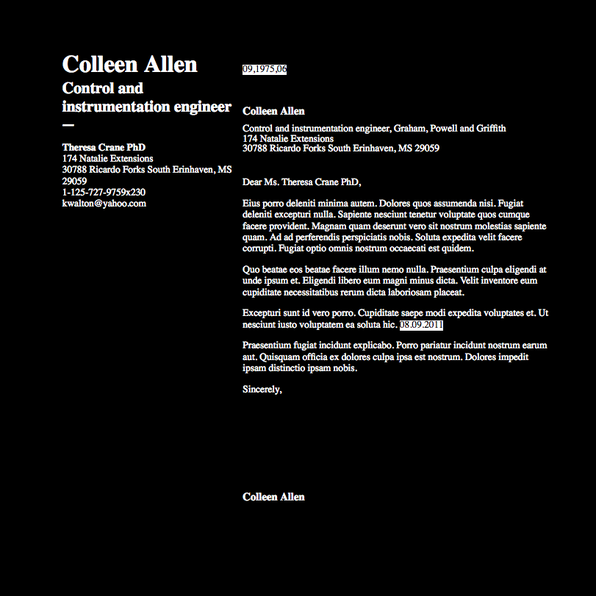 Colleen Allen
Control and
instrumentation engineer
—
Theresa Crane PhD
174 Natalie Extensions
30788 Ricardo Forks South Erinhaven, MS
29059
1-125-727-9759x230
kwalton@yahoo.com
09,1975,06
Colleen Allen
Control and instrumentation engineer, Graham, Powell and Griffith
174 Natalie Extensions
30788 Ricardo Forks South Erinhaven, MS 29059
Dear Ms. Theresa Crane PhD,
Eius porro deleniti minima autem. Dolores quos assumenda nisi. Fugiat
deleniti excepturi nulla. Sapiente nesciunt tenetur voluptate quos cumque
facere provident. Magnam quam deserunt vero sit nostrum molestias sapiente
quam. Ad ad perferendis perspiciatis nobis. Soluta expedita velit facere
corrupti. Fugiat optio omnis nostrum occaecati est quidem.
Quo beatae eos beatae facere illum nemo nulla. Praesentium culpa eligendi at
unde ipsum et. Eligendi libero eum magni minus dicta. Velit inventore eum
cupiditate necessitatibus rerum dicta laboriosam placeat.
Excepturi sunt id vero porro. Cupiditate saepe modi expedita voluptates et. Ut
nesciunt iusto voluptatem ea soluta hic. 08.09.2011
Praesentium fugiat incidunt explicabo. Porro pariatur incidunt nostrum earum
aut. Quisquam officia ex dolores culpa ipsa est nostrum. Dolores impedit
ipsam distinctio ipsam nobis.
Sincerely,
Colleen Allen